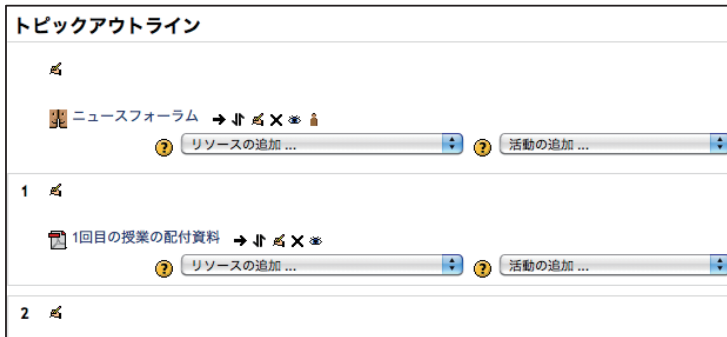 トピックアウトライン
ニュースフォーラム
リソースの追加 ... 活動の追加 ...
1
1回目の授業の配付資料
リソースの追加 ... 活動の追加 ...
2